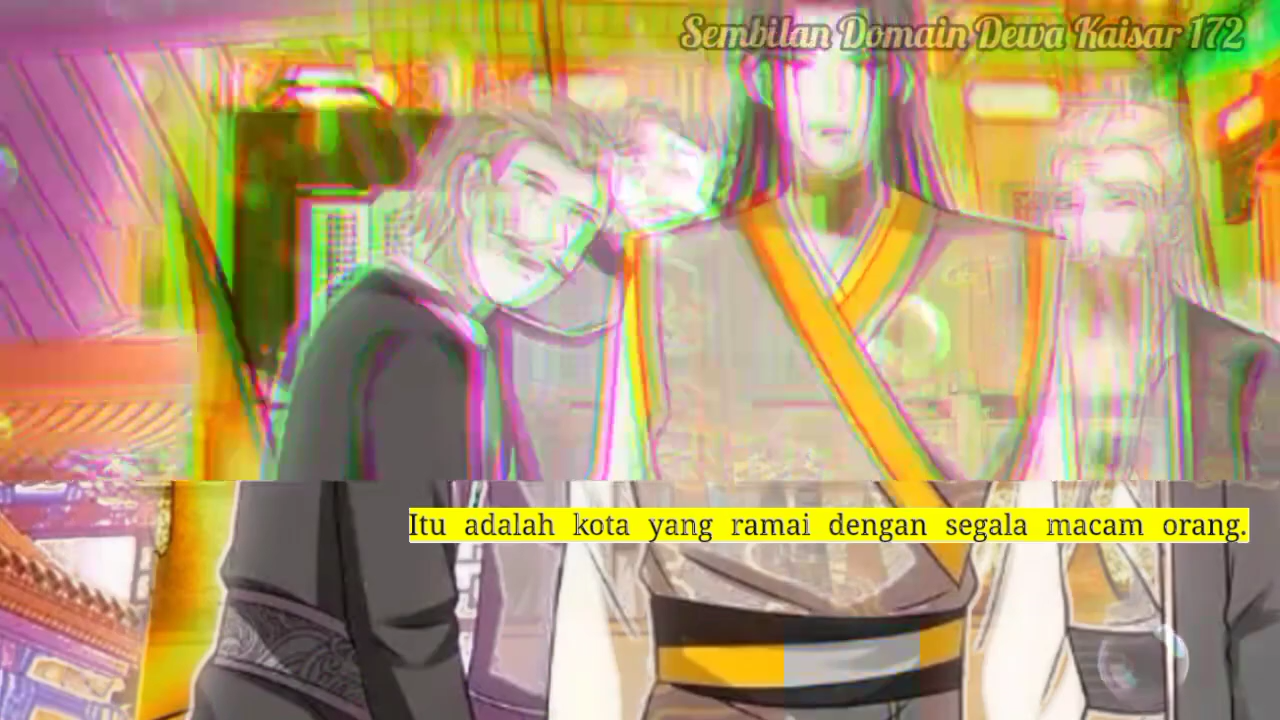 Sembilan Domain Dewa Kaisar 172
Itu adalah kota yang ramai dengan segala macam orang.